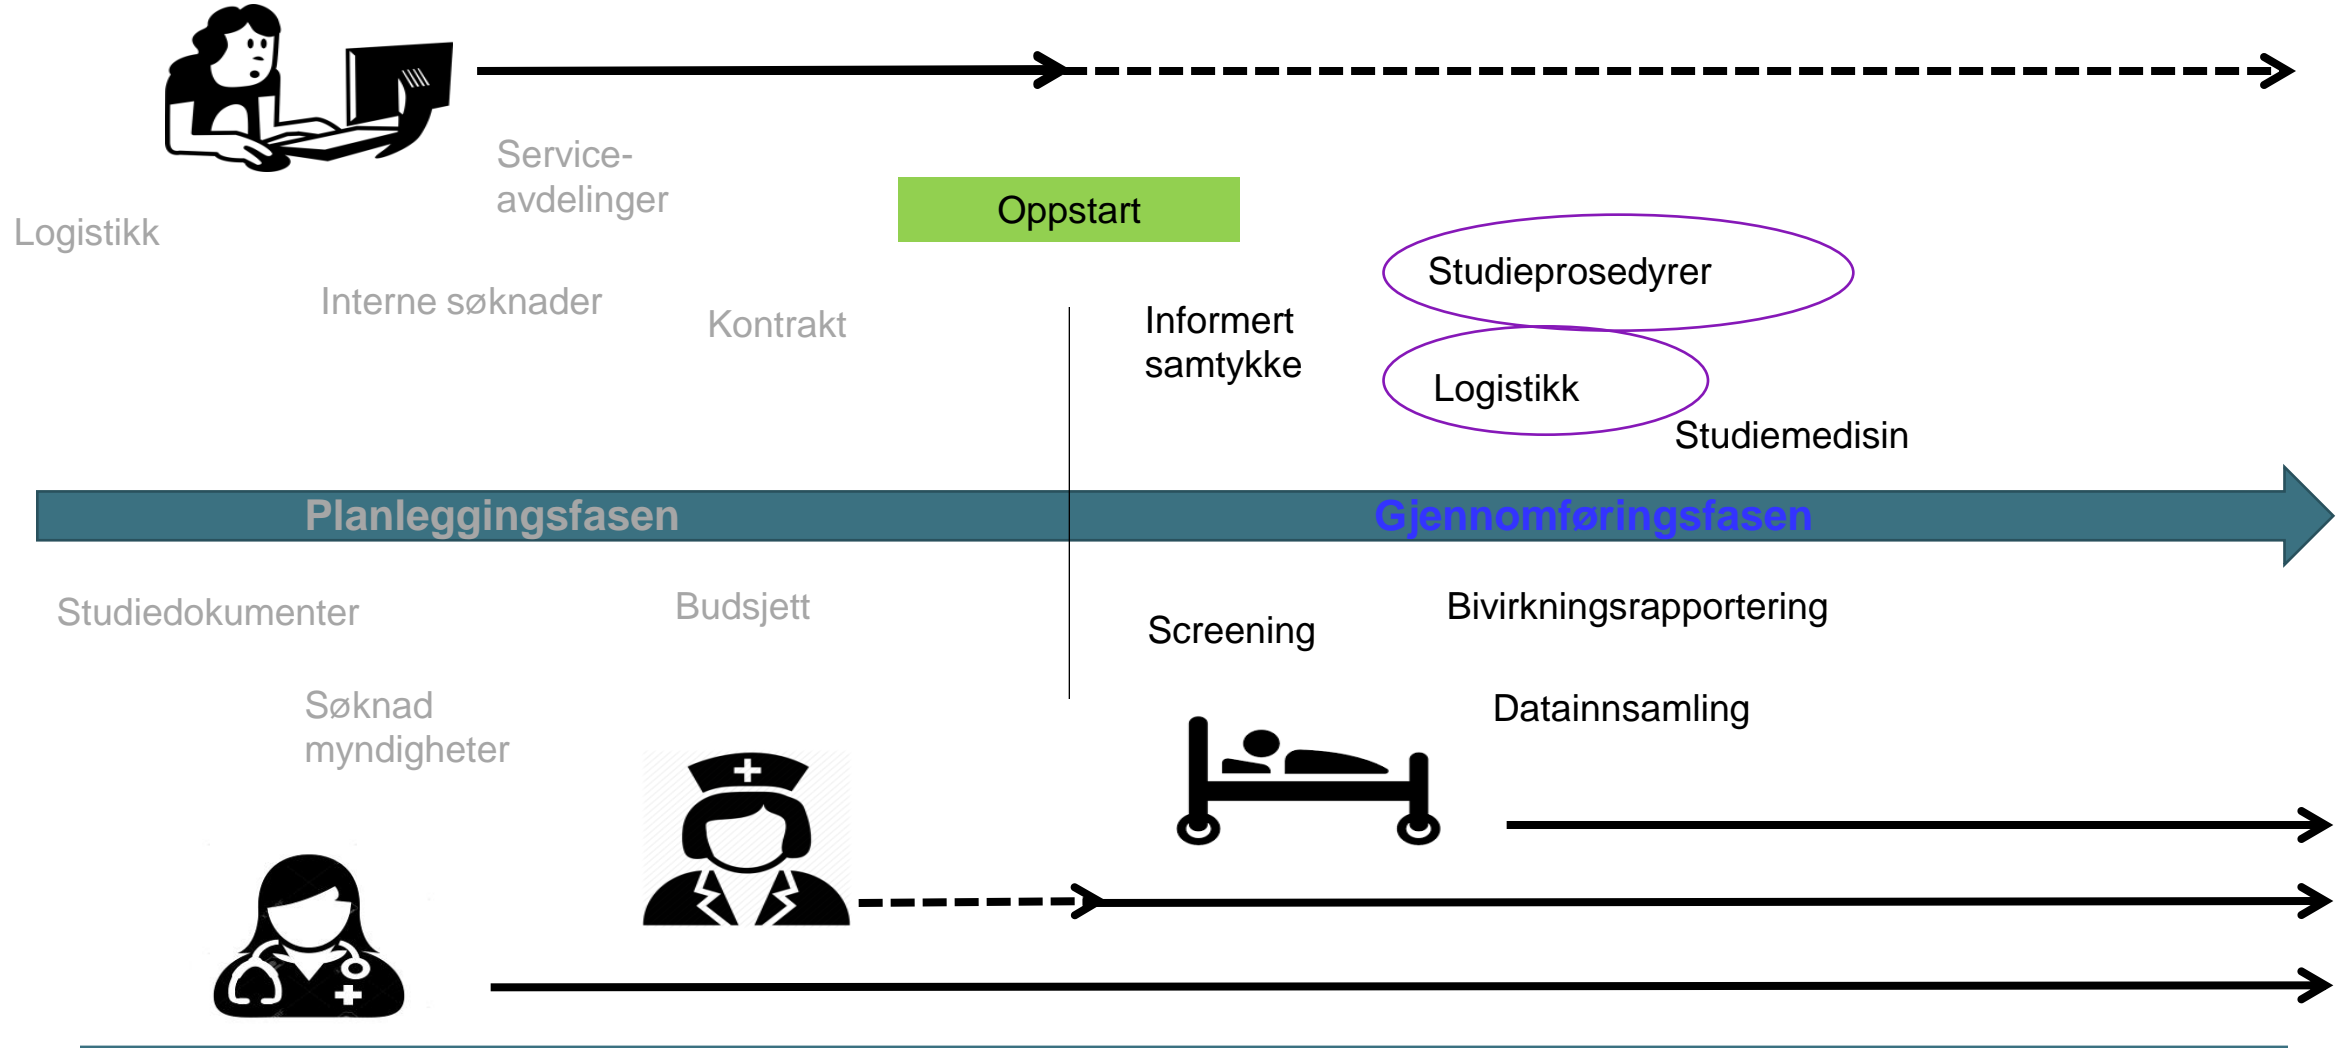 Service-
avdelinger
Oppstart
Logistikk
Studieprosedyrer
Interne søknader
Kontrakt
Informert
samtykke
Logistikk
Studiemedisin
Planleggingsfasen
Gjennomføringsfasen
Studiedokumenter
Budsjett
Screening
Bivirkningsrapportering
Søknad
myndigheter
Datainnsamling